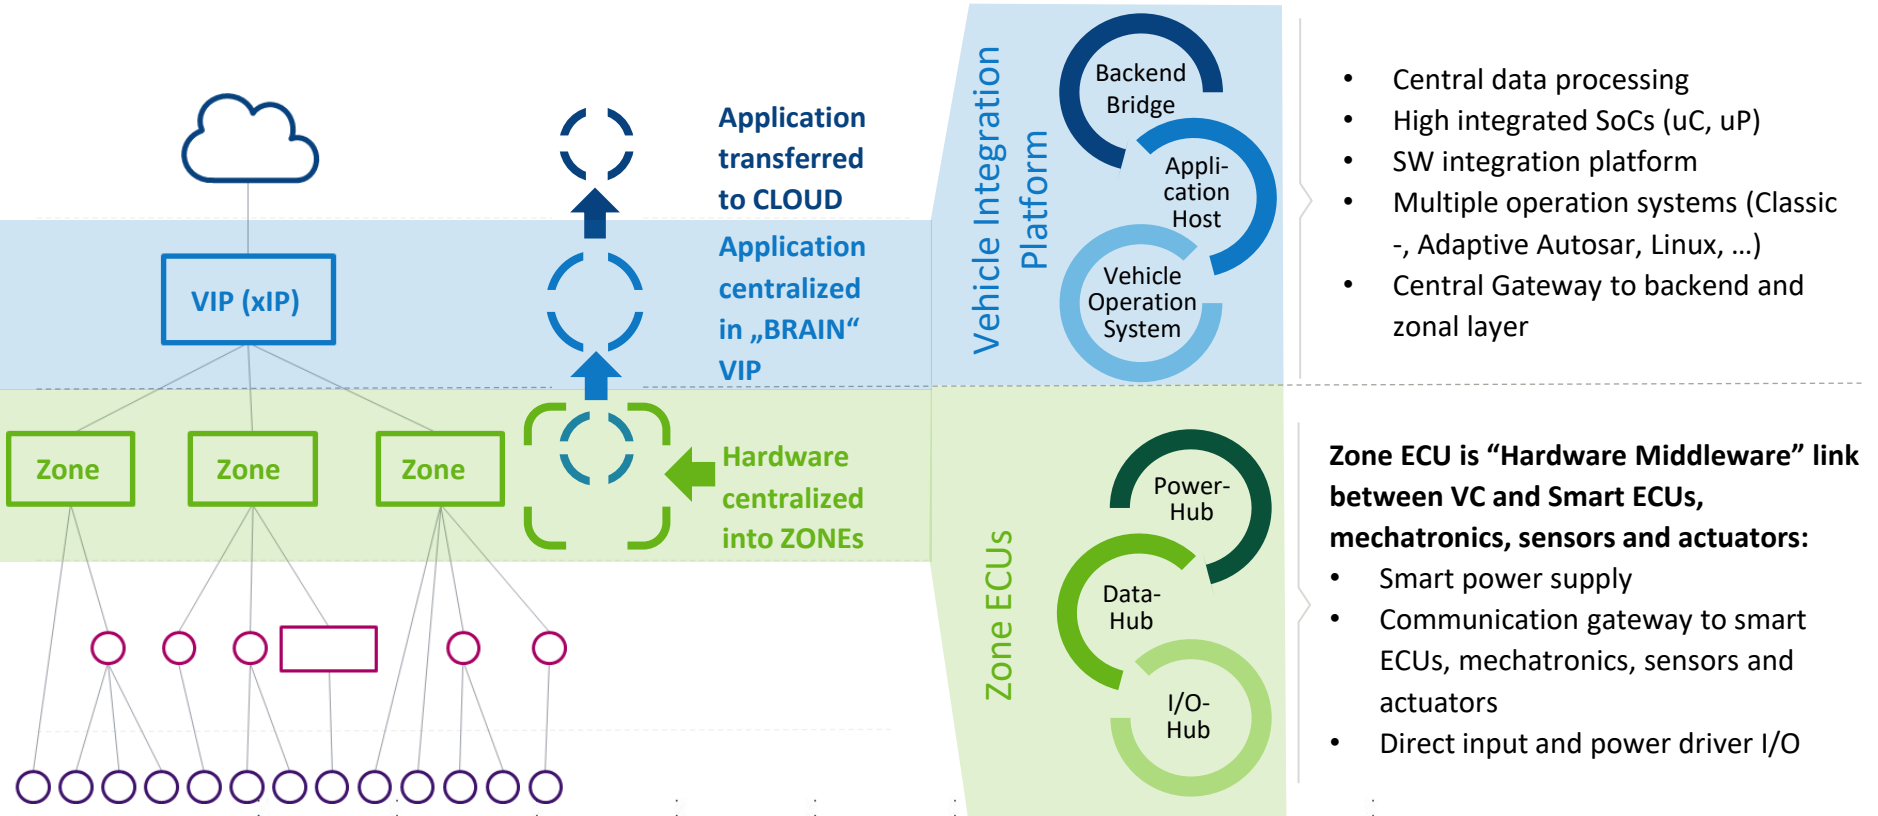 Application
transferred
to CLOUD
VIP (xIP)
Application
centralized
in „BRAIN“
VIP
Zone
Zone
Zone
Hardware
centralized
into ZONEs
Vehicle Integration
Platform
Backend
Bridge
Appli-
cation
Host
Vehicle
Operation
System
Zone ECUs
Power-
Hub
Data-
Hub
I/O-
Hub
• Central data processing
• High integrated SoCs (uC, uP)
• SW integration platform
• Multiple operation systems (Classic
-, Adaptive Autosar, Linux, …)
• Central Gateway to backend and
zonal layer
Zone ECU is “Hardware Middleware” link
between VC and Smart ECUs,
mechatronics, sensors and actuators:
• Smart power supply
• Communication gateway to smart
ECUs, mechatronics, sensors and
actuators
• Direct input and power driver I/O